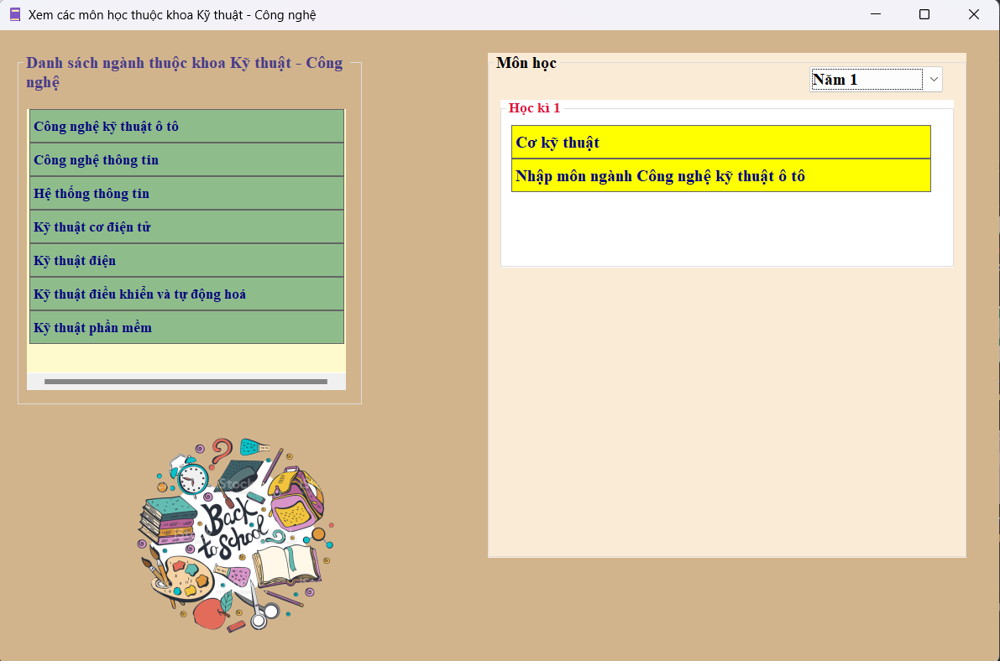 Xem các môn học thuộc khoa Kỹ thuật - Công nghệ
Danh sách ngành thuộc khoa Kỹ thuật - Công
nghệ
Công nghệ kỹ thuật ô tô
Công nghệ thông tin
Hệ thống thông tin
Kỹ thuật cơ điện tử
Kỹ thuật điện
Kỹ thuật điều khiển và tự động hoá
Kỹ thuật phần mềm
Môn học
Năm 1
Học kì 1
Cơ kỹ thuật
Nhập môn ngành Công nghệ kỹ thuật ô tô
Back
to School